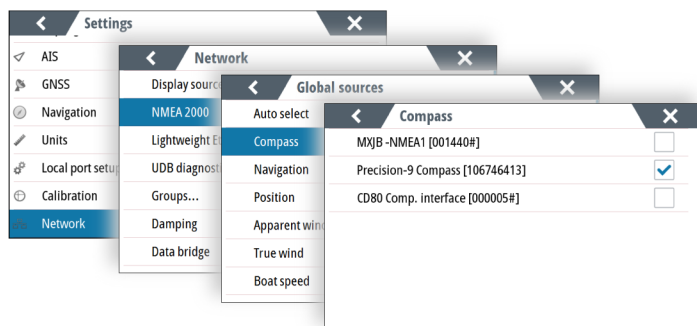 Settings
AIS
GNSS
Navigation
Units
Local port setup
Calibration
Network
Network
Display source
NMEA 2000
Lightweight
UDB
Groups...
Damping
Data bridge
Global sources
Auto select
Compass
Navigation
Position
Apparent wind
True wind
Boat speed
Compass
MXJB -NMEA1 [001440#]
Precision-9 Compass [106746413]
CD80 Comp. interface [000005#]